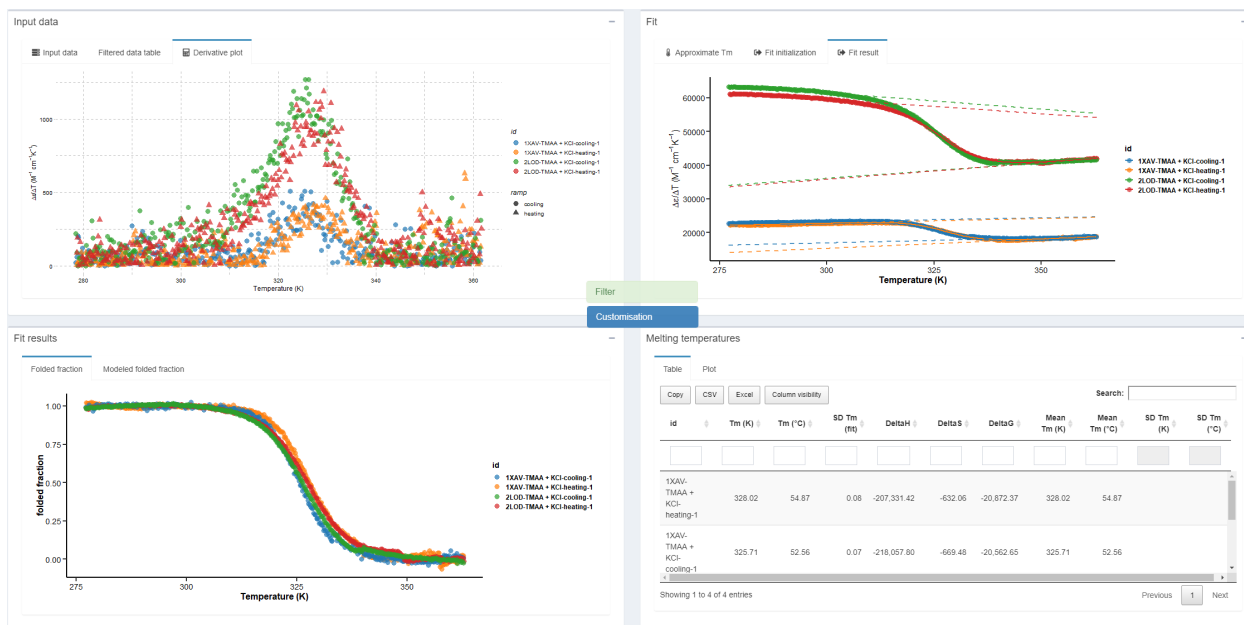 Input data
Input data Filtered data table Derivative plot
Δε/ΔT (M⁻¹ cm⁻¹K⁻¹)
1000
500
0
280 300 320 340 360
Temperature (K)
id
1XAV-TMAA + KCl-cooling-1
1XAV-TMAA + KCl-heating-1
2LOD-TMAA + KCl-cooling-1
2LOD-TMAA + KCl-heating-1
ramp
cooling
heating
Fit
Approximate Tm Fit initialization Fit result
Δε/ΔT (M⁻¹ cm⁻¹K⁻¹)
60000
50000
40000
30000
20000
275 300 325 350
Temperature (K)
id
1XAV-TMAA + KCl-cooling-1
1XAV-TMAA + KCl-heating-1
2LOD-TMAA + KCl-cooling-1
2LOD-TMAA + KCl-heating-1
Filter
Customisation
Fit results
Folded fraction Modeled folded fraction
folded fraction
1.00
0.75
0.50
0.25
0.00
275 300 325 350
Temperature (K)
id
1XAV-TMAA + KCl-cooling-1
1XAV-TMAA + KCl-heating-1
2LOD-TMAA + KCl-cooling-1
2LOD-TMAA + KCl-heating-1
Melting temperatures
Table Plot
Copy CSV Excel Column visibility
Search:
id Tm (K) Tm (°C) SD Tm (fit) DeltaH DeltaS DeltaG Mean Tm (K) Mean Tm (°C) SD Tm (K) SD Tm (°C)
1XAV-
TMAA +
KCl-
heating-1
328.02 54.87 0.08 -207,331.42 -632.06 -20,872.37 328.02 54.87
1XAV-
TMAA +
KCl-
cooling-1
325.71 52.56 0.07 -218,057.80 -669.48 -20,562.65 325.71 52.56
Showing 1 to 4 of 4 entries
Previous 1 Next